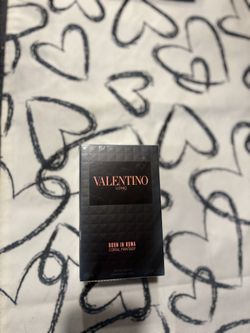 VALENTINO
UOMO
BORN IN ROMA
CORAL FANTASY